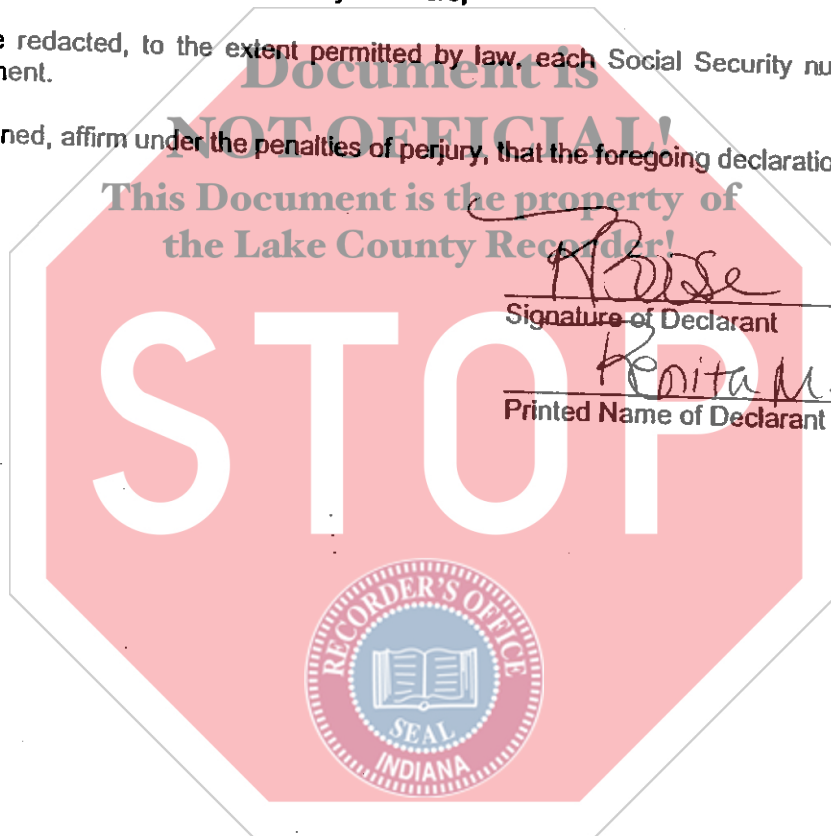 e redacted, to the extent permitted by law, each Social Security nu
nent.
Document is
NOT OFFICIAL!
ned, affirm under the penalties of perjury, that the foregoing declaratio
This Document is the property of
the Lake County Recorder!
Signature of Declarant
Kenita M.
Printed Name of Declarant
STOP
RECORDER'S OFFICE
SEAL
INDIANA